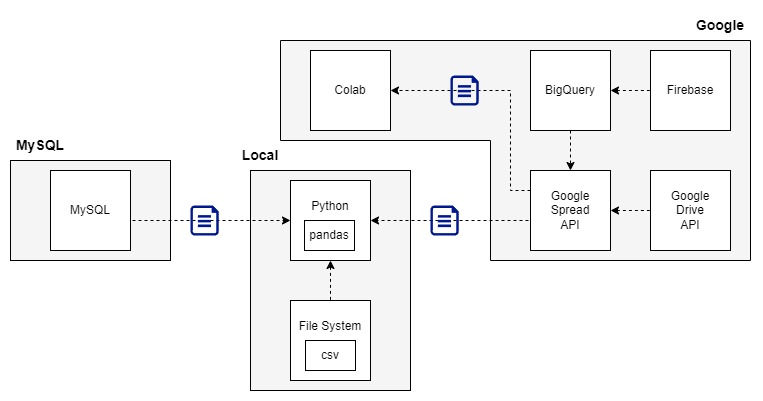 Google
Colab
BigQuery
Firebase
MySQL
Local
MySQL
Python
pandas
Google
Spread
API
Google
Drive
API
File System
csv